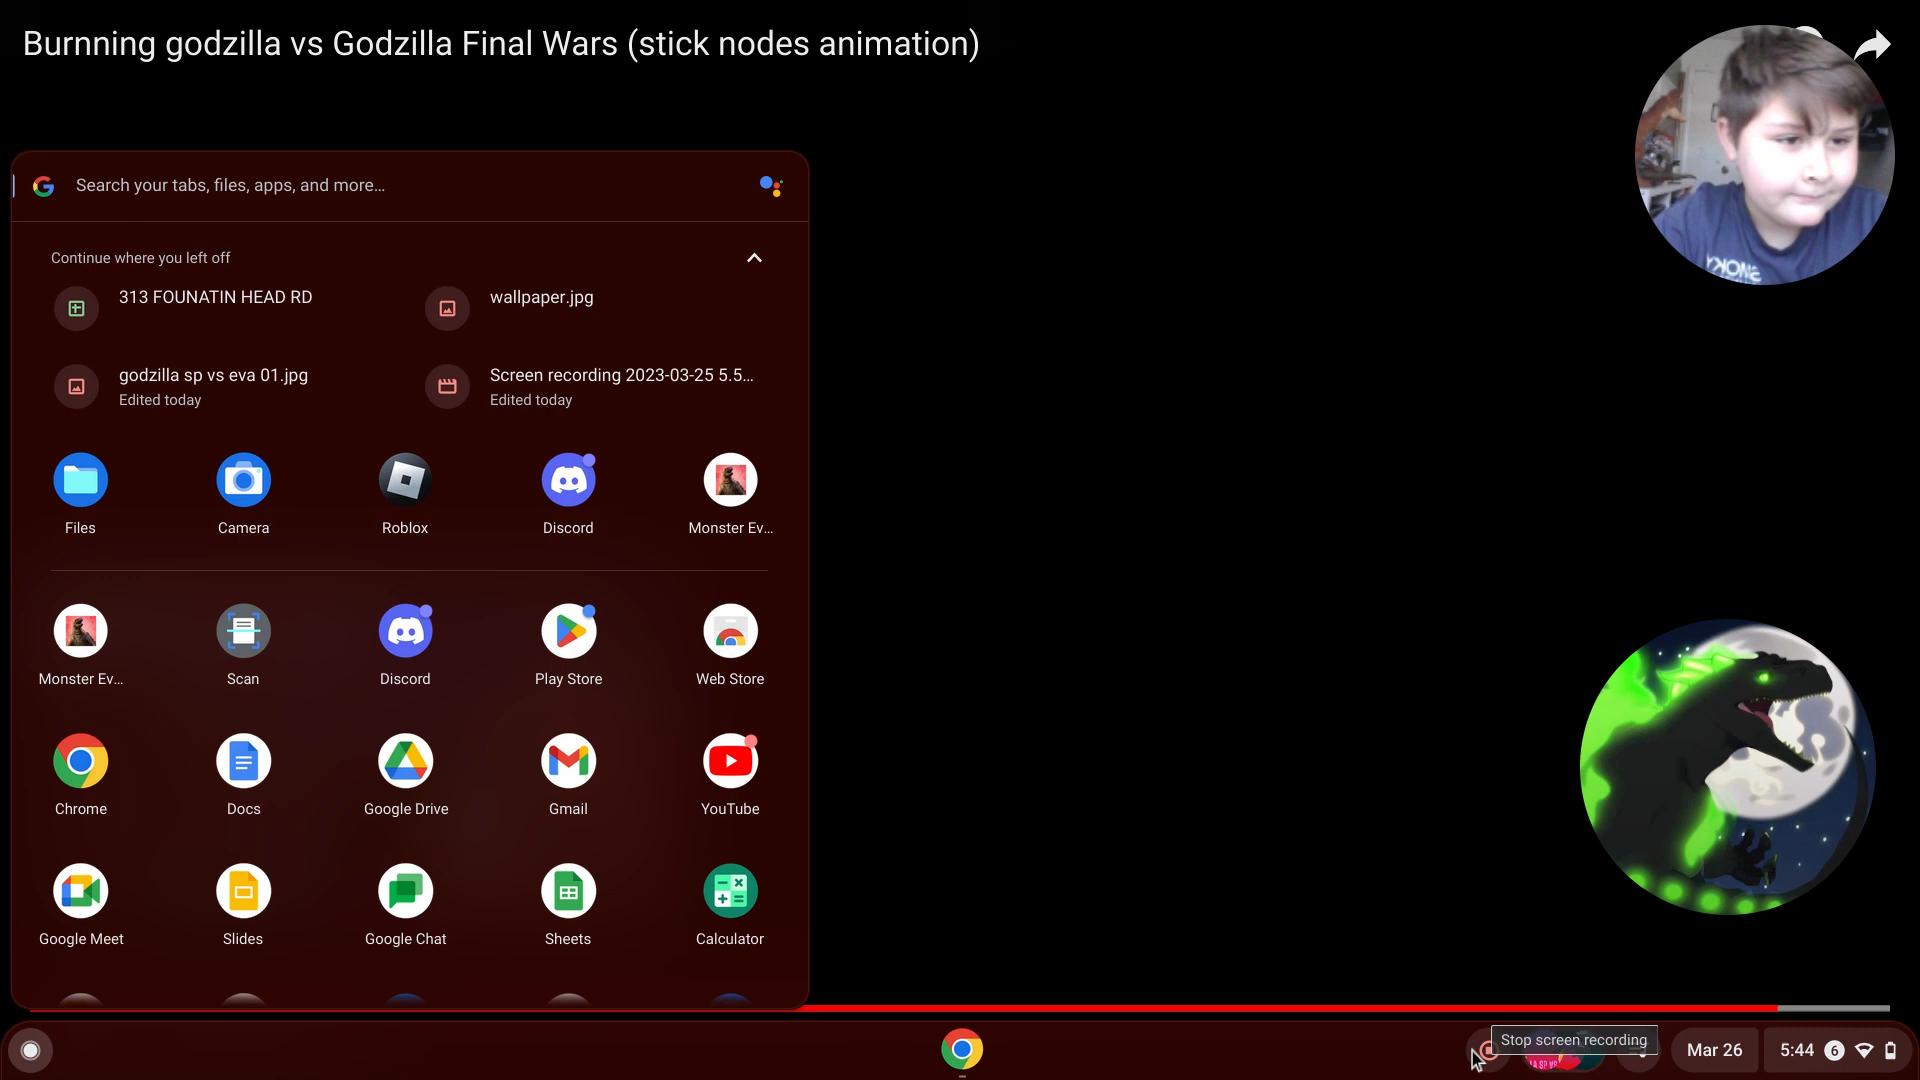 Burnning godzilla vs Godzilla Final Wars (stick nodes animation)
Search your tabs, files, apps, and more...
Continue where you left off
313 FOUNATIN HEAD RD
wallpaper.jpg
godzilla sp vs eva 01.jpg
Edited today
Screen recording 2023-03-25 5.5...
Edited today
Files
Camera
Roblox
Discord
Monster Ev...
Monster Ev...
Scan
Discord
Play Store
Web Store
Chrome
Docs
Google Drive
Gmail
YouTube
Google Meet
Slides
Google Chat
Sheets
Calculator
Stop screen recording
Mar 26
5:44
6